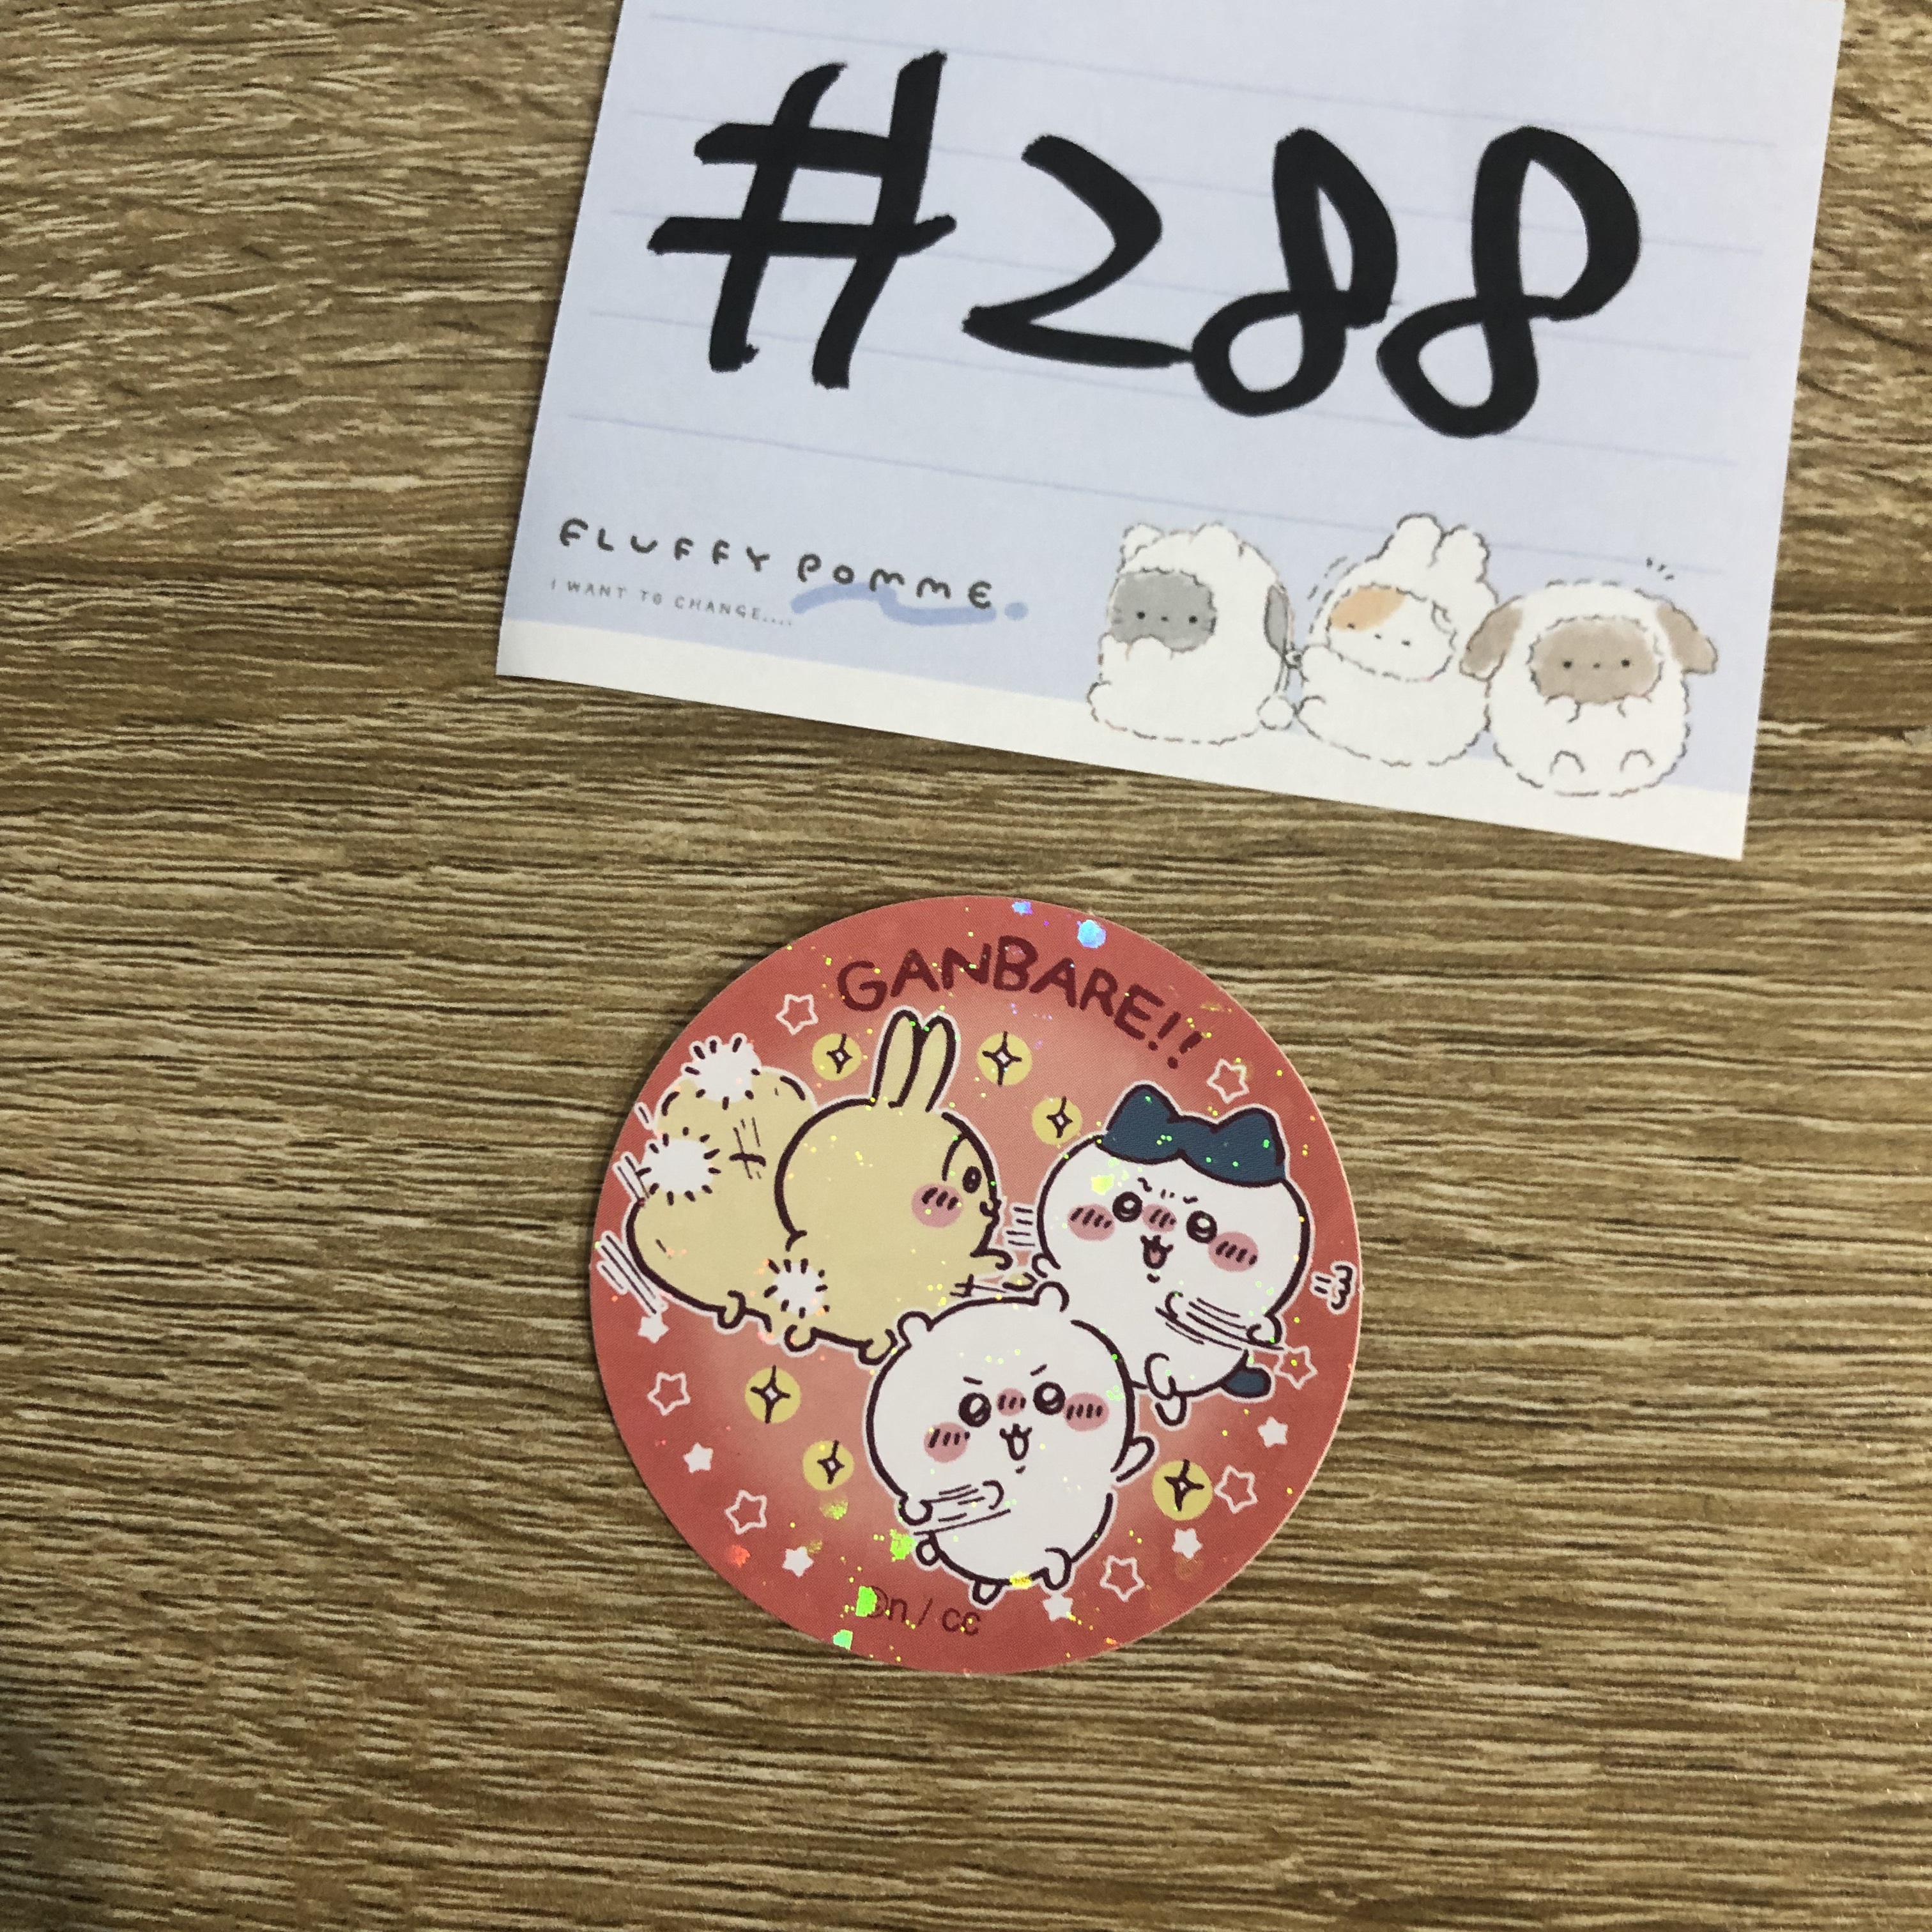 #288
FLUFFY POMME
I WANT TO CHANGE....
GANBARE!!
©n / cc